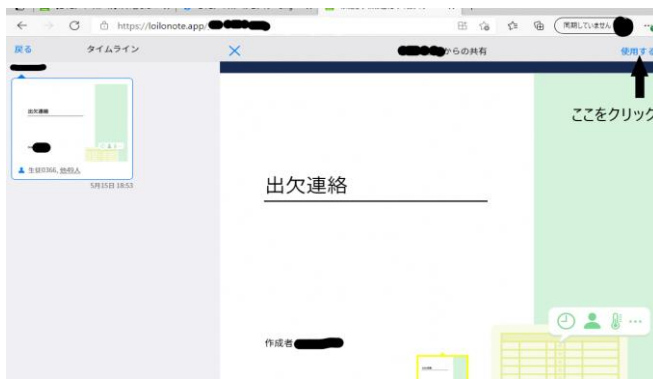 https://loilonote.app/
同期していません
戻る
タイムライン
からの共有
使用する
ここをクリック
出欠連絡
生徒0366, 他相人
5月15日 18:53
出欠連絡
作成者